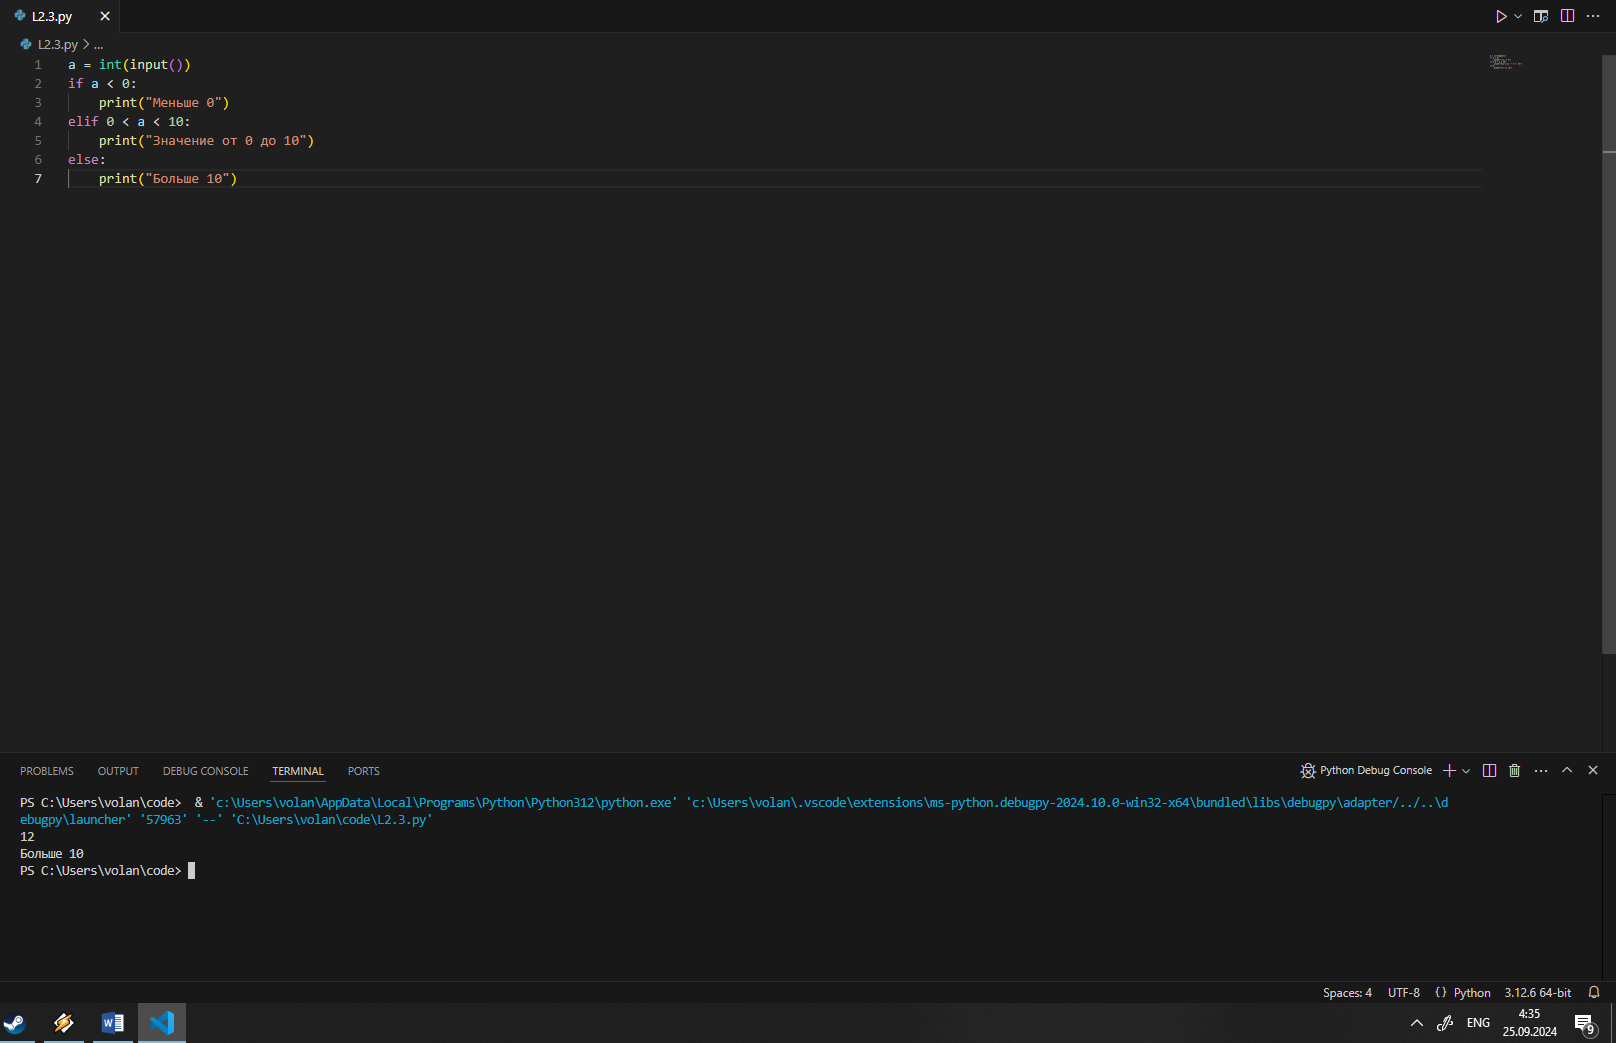 L2.3.py
L2.3.py > ...
1 a = int(input())
2 if a < 0:
3     print("Меньше 0")
4 elif 0 < a < 10:
5     print("Значение от 0 до 10")
6 else:
7     print("Больше 10")
PROBLEMS OUTPUT DEBUG CONSOLE TERMINAL PORTS Python Debug Console
PS C:\Users\volan\code>  & 'c:\Users\volan\AppData\Local\Programs\Python\Python312\python.exe' 'c:\Users\volan\.vscode\extensions\ms-python.debugpy-2024.10.0-win32-x64\bundled\libs\debugpy\adapter/../..\d
ebugpy\launcher' '57963' '--' 'C:\Users\volan\code\L2.3.py'
12
Больше 10
PS C:\Users\volan\code>
Spaces: 4 UTF-8 {} Python 3.12.6 64-bit
ENG 4:35
25.09.2024 9